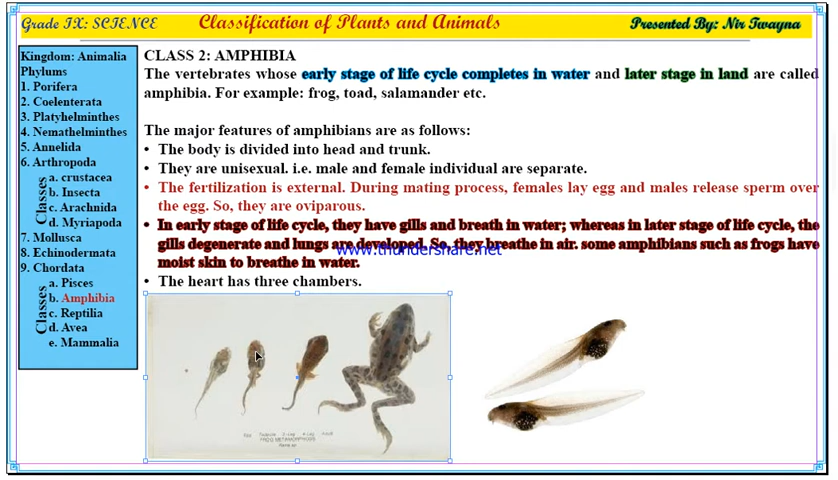 Grade IX: SCIENCE
Classification of Plants and Animals
Presented By: Nir Twayna
Kingdom: Animalia
Phylums
1. Porifera
2. Coelenterata
3. Platyhelminthes
4. Nemathelminthes
5. Annelida
6. Arthropoda
Classes
a. crustacea
b. Insecta
c. Arachnida
d. Myriapoda
7. Mollusca
8. Echinodermata
9. Chordata
Classes
a. Pisces
b. Amphibia
c. Reptilia
d. Avea
e. Mammalia
CLASS 2: AMPHIBIA
The vertebrates whose early stage of life cycle completes in water and later stage in land are called
amphibia. For example: frog, toad, salamander etc.
The major features of amphibians are as follows:
• The body is divided into head and trunk.
• They are unisexual. i.e. male and female individual are separate.
• The fertilization is external. During mating process, females lay egg and males release sperm over
the egg. So, they are oviparous.
• In early stage of life cycle, they have gills and breath in water; whereas in later stage of life cycle, the
gills degenerate and lungs are developed. So, they breathe in air. some amphibians such as frogs have
www.thundershare.net
moist skin to breathe in water.
• The heart has three chambers.
FROG METAMORPHOSIS